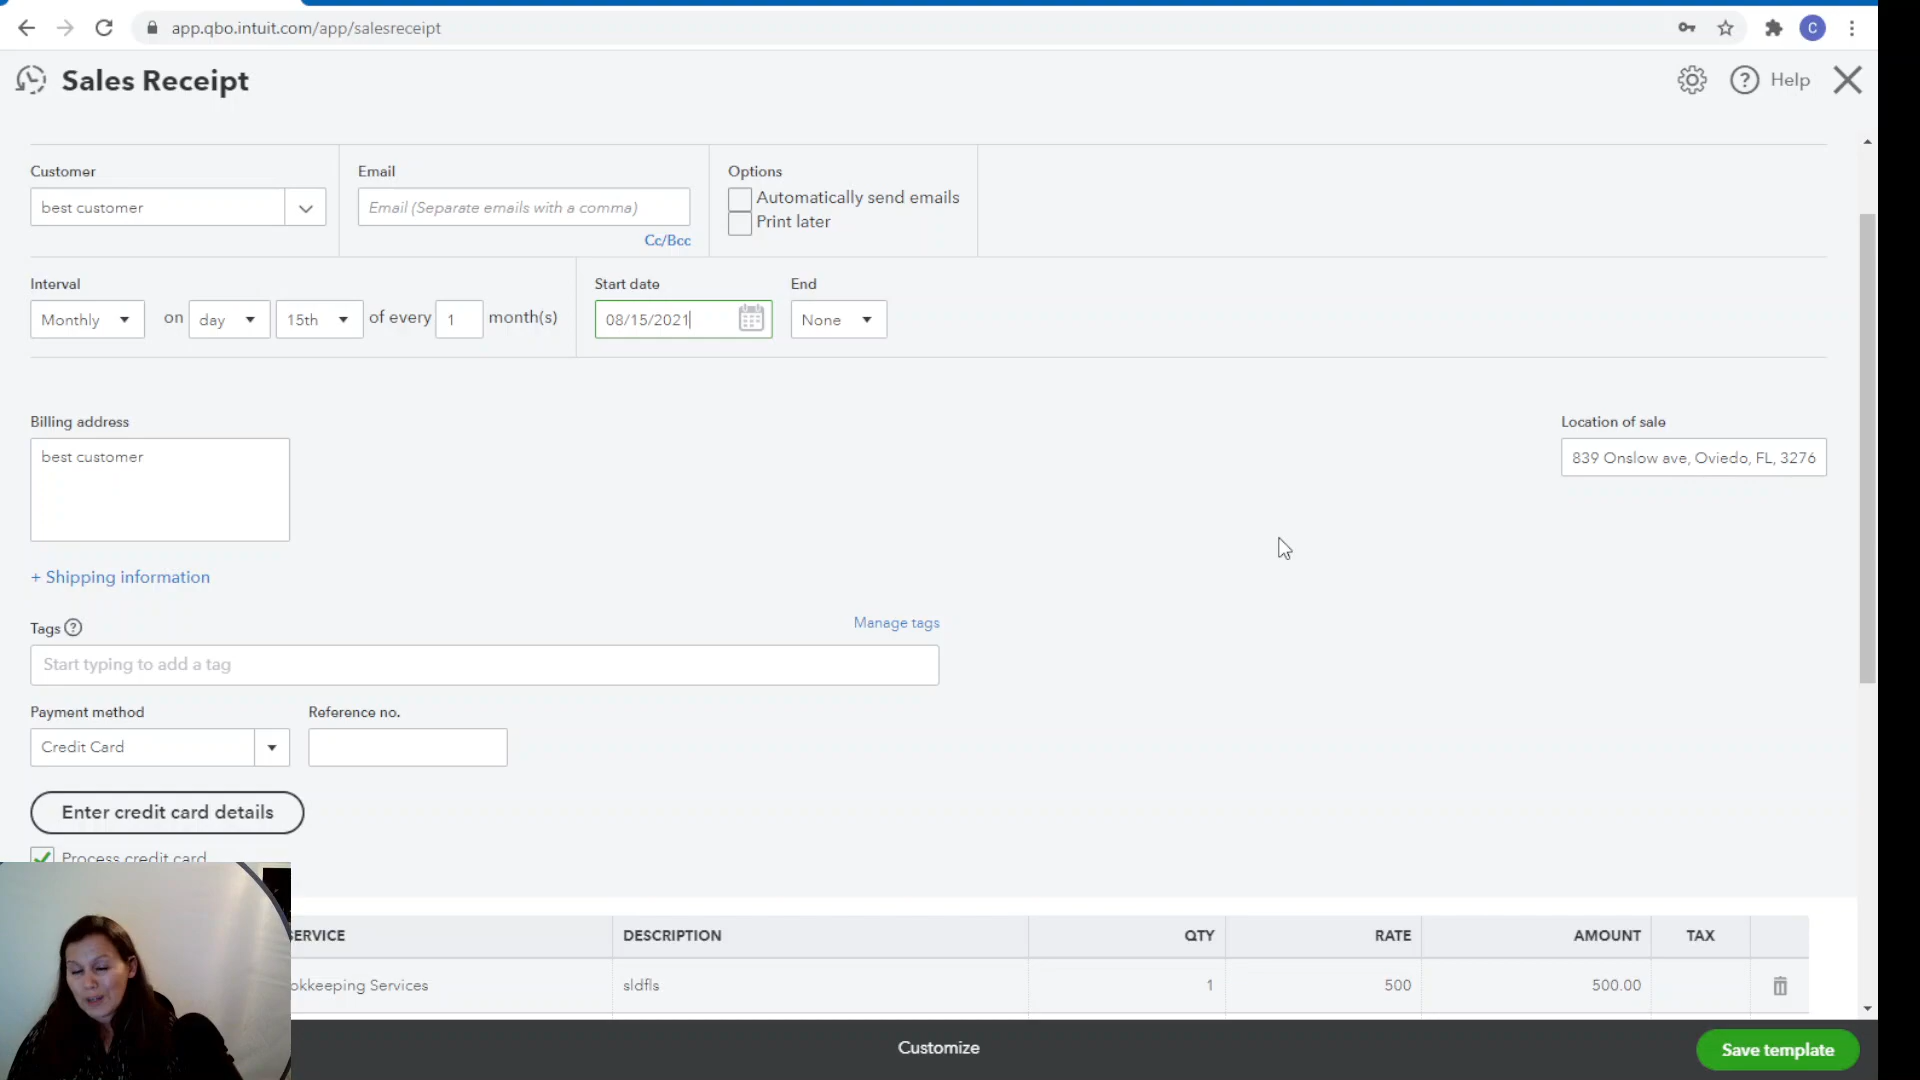 app.qbo.intuit.com/app/salesreceipt
C
Sales Receipt
Help
Customer
Email
Options
best customer
Email (Separate emails with a comma)
Automatically send emails
Print later
Cc/Bcc
Interval
Start date
End
Monthly on day 15th of every 1 month(s)
08/15/2021
None
Billing address
Location of sale
best customer
839 Onslow ave, Oviedo, FL, 3276
+ Shipping information
Tags ?
Manage tags
Start typing to add a tag
Payment method
Reference no.
Credit Card
Enter credit card details
Process credit card
ERVICE DESCRIPTION QTY RATE AMOUNT TAX
okkeeping Services sldfls 1 500 500.00
Customize
Save template